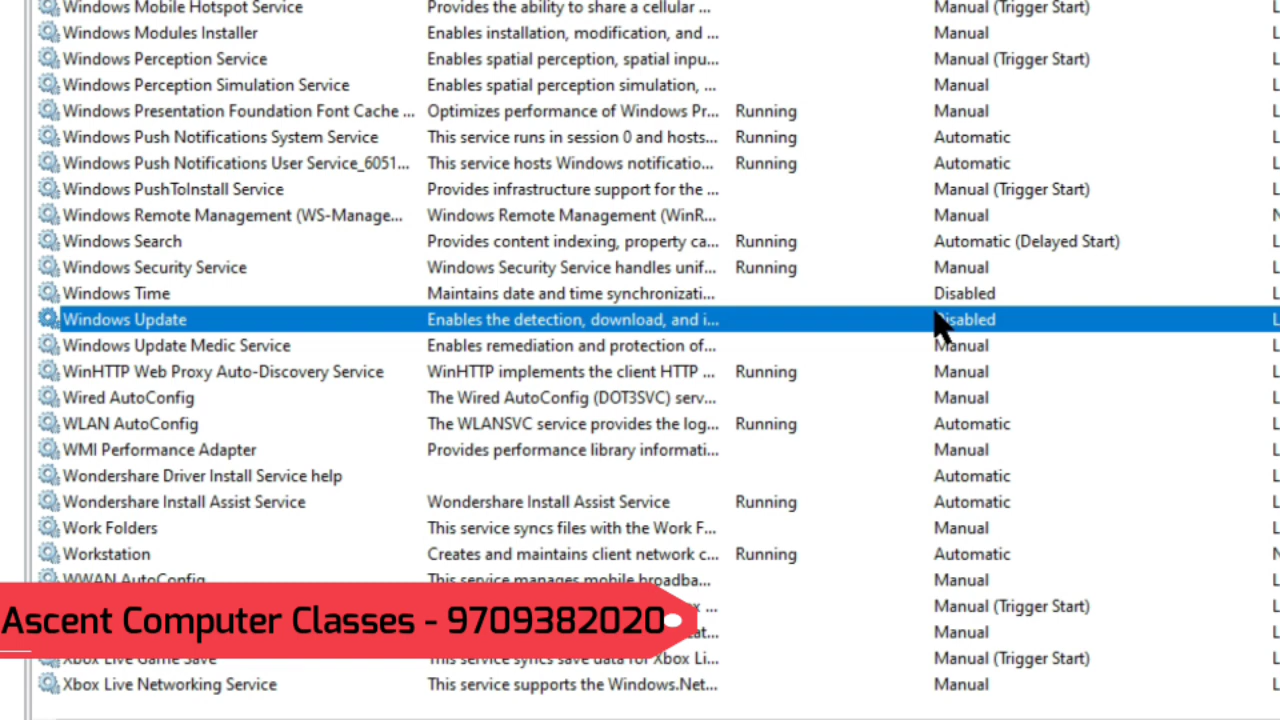 Windows Mobile Hotspot Service Provides the ability to share a cellular ... Manual (Trigger Start) L
Windows Modules Installer Enables installation, modification, and ... Manual L
Windows Perception Service Enables spatial perception, spatial inpu... Manual (Trigger Start) L
Windows Perception Simulation Service Enables spatial perception simulation, ... Manual L
Windows Presentation Foundation Font Cache ... Optimizes performance of Windows Pr... Running Manual L
Windows Push Notifications System Service This service runs in session 0 and hosts... Running Automatic L
Windows Push Notifications User Service_6051... This service hosts Windows notificatio... Running Automatic L
Windows PushToInstall Service Provides infrastructure support for the ... Manual (Trigger Start) L
Windows Remote Management (WS-Manage... Windows Remote Management (WinR... Manual N
Windows Search Provides content indexing, property ca... Running Automatic (Delayed Start) L
Windows Security Service Windows Security Service handles unif... Running Manual L
Windows Time Maintains date and time synchronizati... Disabled L
Windows Update Enables the detection, download, and i... Disabled L
Windows Update Medic Service Enables remediation and protection of... Manual L
WinHTTP Web Proxy Auto-Discovery Service WinHTTP implements the client HTTP ... Running Manual L
Wired AutoConfig The Wired AutoConfig (DOT3SVC) serv... Manual L
WLAN AutoConfig The WLANSVC service provides the log... Running Automatic L
WMI Performance Adapter Provides performance library informati... Manual L
Wondershare Driver Install Service help Automatic L
Wondershare Install Assist Service Wondershare Install Assist Service Running Automatic L
Work Folders This service syncs files with the Work F... Manual L
Workstation Creates and maintains client network c... Running Automatic N
WWAN AutoConfig This service manages mobile broadba... Manual L
... Manual (Trigger Start) L
Ascent Computer Classes - 9709382020
Manual L
Xbox Live Game Save This service syncs save data for Xbox Li... Manual (Trigger Start) L
Xbox Live Networking Service This service supports the Windows.Net... Manual L